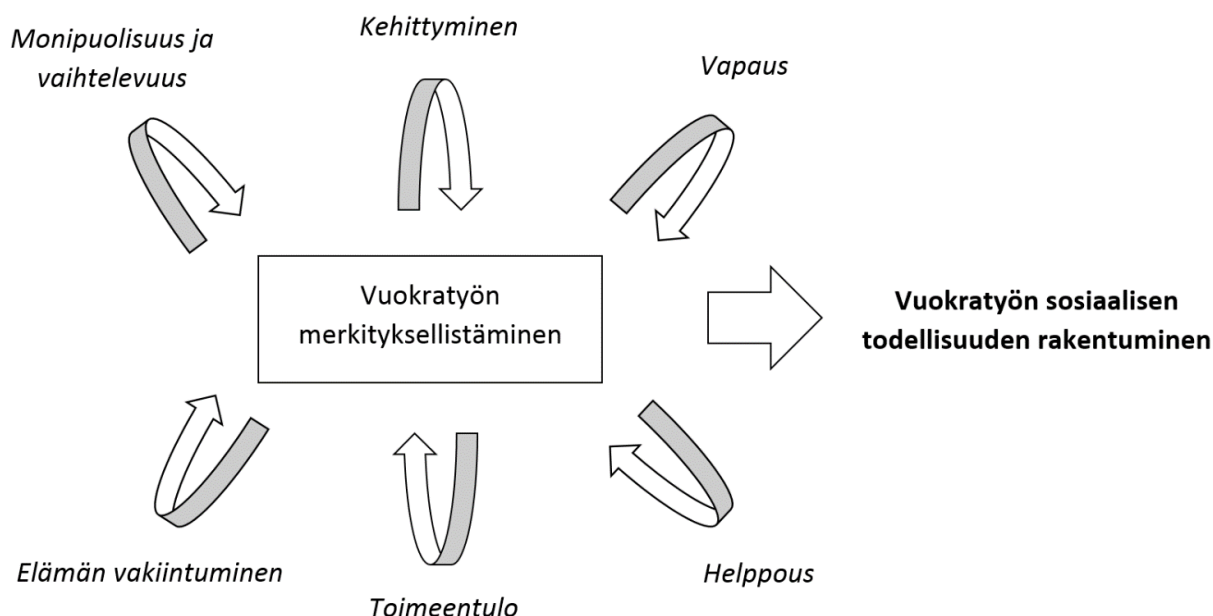 Monipuolisuus ja
vaihtelevuus
Kehittyminen
Vapaus
Vuokratyön
merkityksellistäminen
Vuokratyön sosiaalisen
todellisuuden rakentuminen
Elämän vakiintuminen
Toimeentulo
Helppous